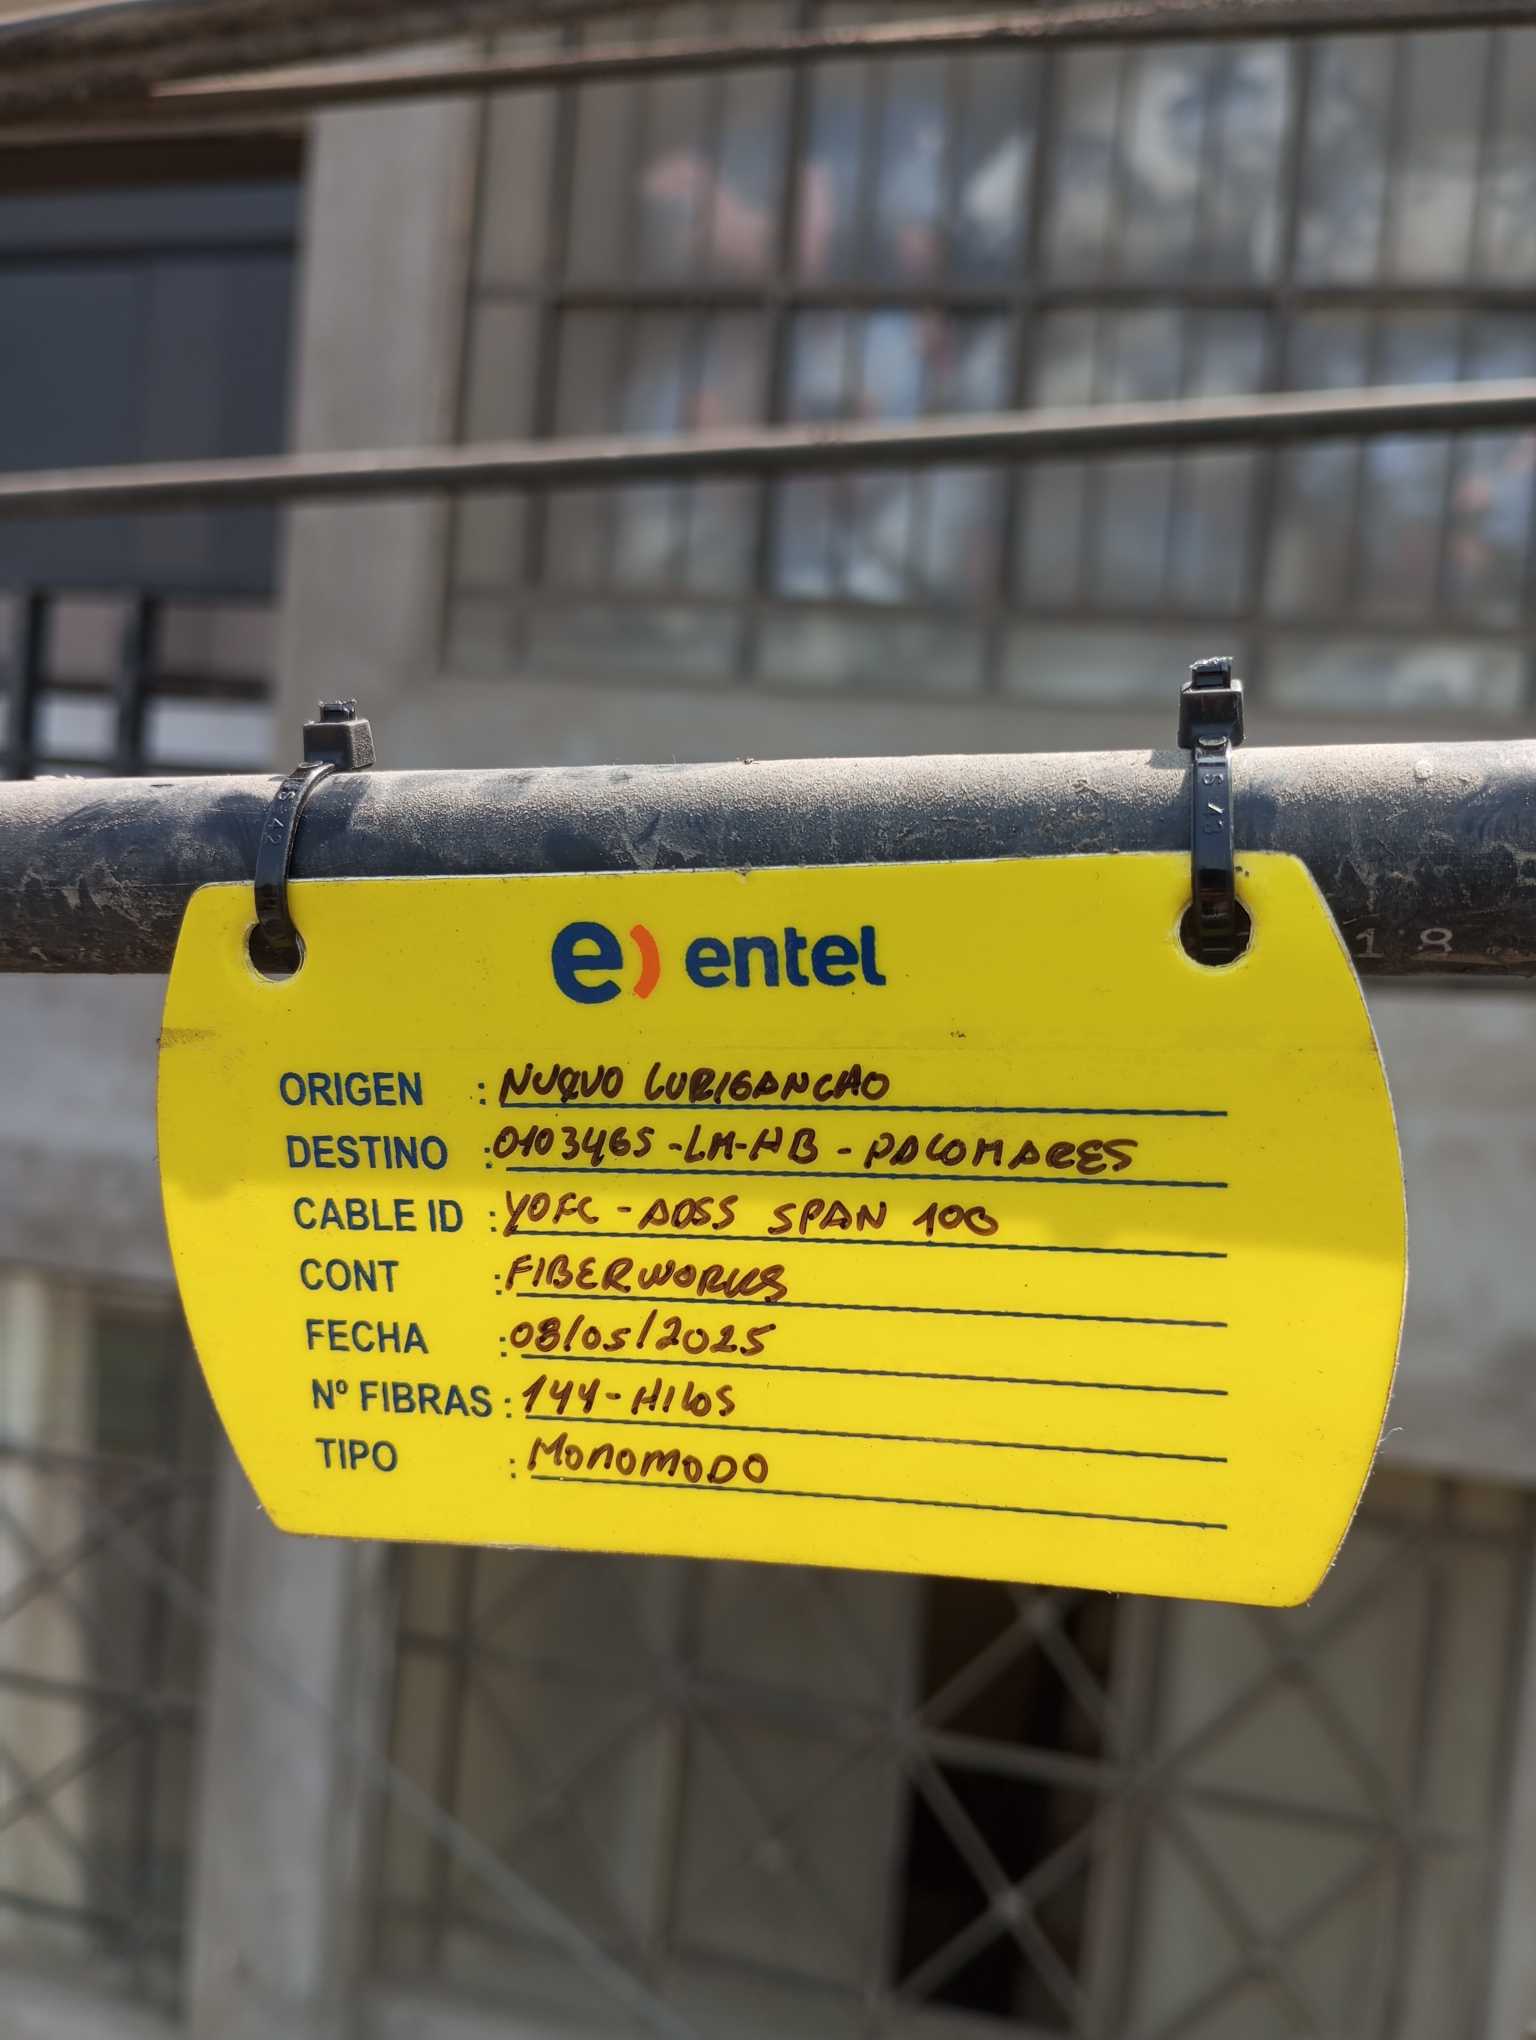 e) entel
ORIGEN : NUEVO LURIGANCHO
DESTINO : 0103465-LM-HB-PALOMARES
CABLE ID : YOFC-ADSS SPAN 100
CONT : FIBERWORKS
FECHA : 08/05/2025
Nº FIBRAS : 144-HILOS
TIPO : MONOMODO